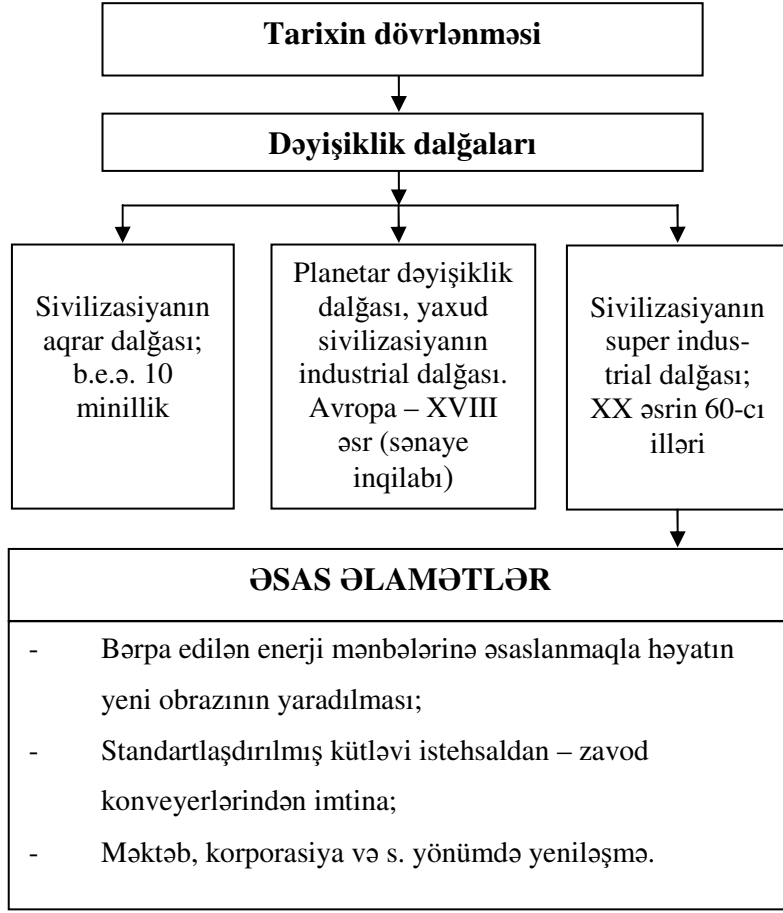 Tarixin dövrlənməsi
Dəyişiklik dalğaları
Sivilizasiyanın
aqrar dalğası;
b.e.ə. 10
minillik
Planetar dəyişiklik
dalğası, yaxud
sivilizasiyanın
industrial dalğası.
Avropa – XVIII
əsr (sənaye
inqilabı)
Sivilizasiyanın
super indus-
trial dalğası;
XX əsrin 60-cı
illəri
ƏSAS ƏLAMƏTLƏR
- Bərpa edilən enerji mənbələrinə əsaslanmaqla həyatın
yeni obrazının yaradılması;
- Standartlaşdırılmış kütləvi istehsaldan – zavod
konveyerlərindən imtina;
- Məktəb, korporasiya və s. yönümdə yeniləşmə.